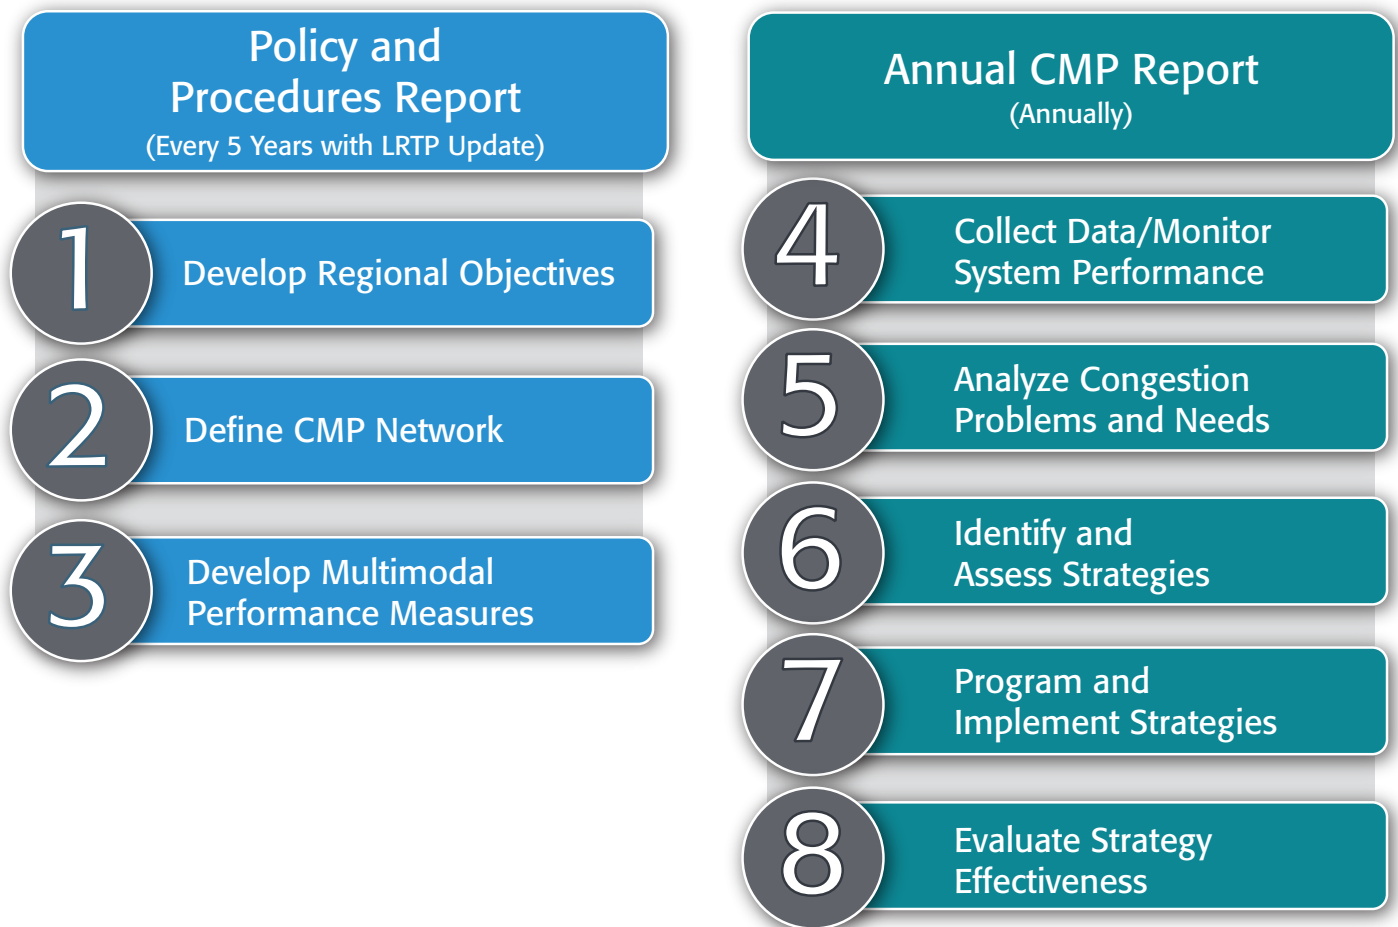 Policy and
Procedures Report
(Every 5 Years with LRTP Update)
1
Develop Regional Objectives
2
Define CMP Network
3
Develop Multimodal
Performance Measures
Annual CMP Report
(Annually)
4
Collect Data/Monitor
System Performance
5
Analyze Congestion
Problems and Needs
6
Identify and
Assess Strategies
7
Program and
Implement Strategies
8
Evaluate Strategy
Effectiveness